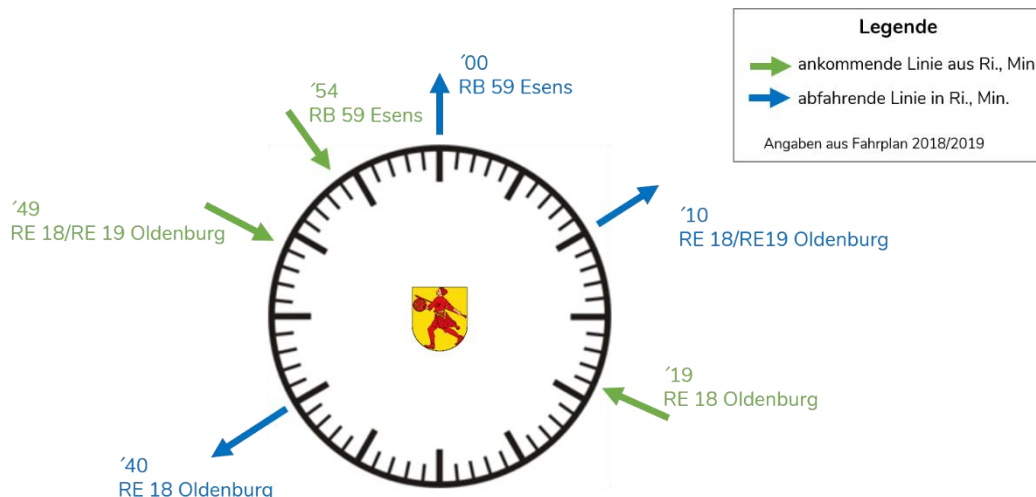 Legende
ankommende Linie aus Ri., Min
abfahrende Linie in Ri., Min.
Angaben aus Fahrplan 2018/2019
´00
RB 59 Esens
´54
RB 59 Esens
´49
RE 18/RE 19 Oldenburg
´10
RE 18/RE19 Oldenburg
´19
RE 18 Oldenburg
´40
RE 18 Oldenburg